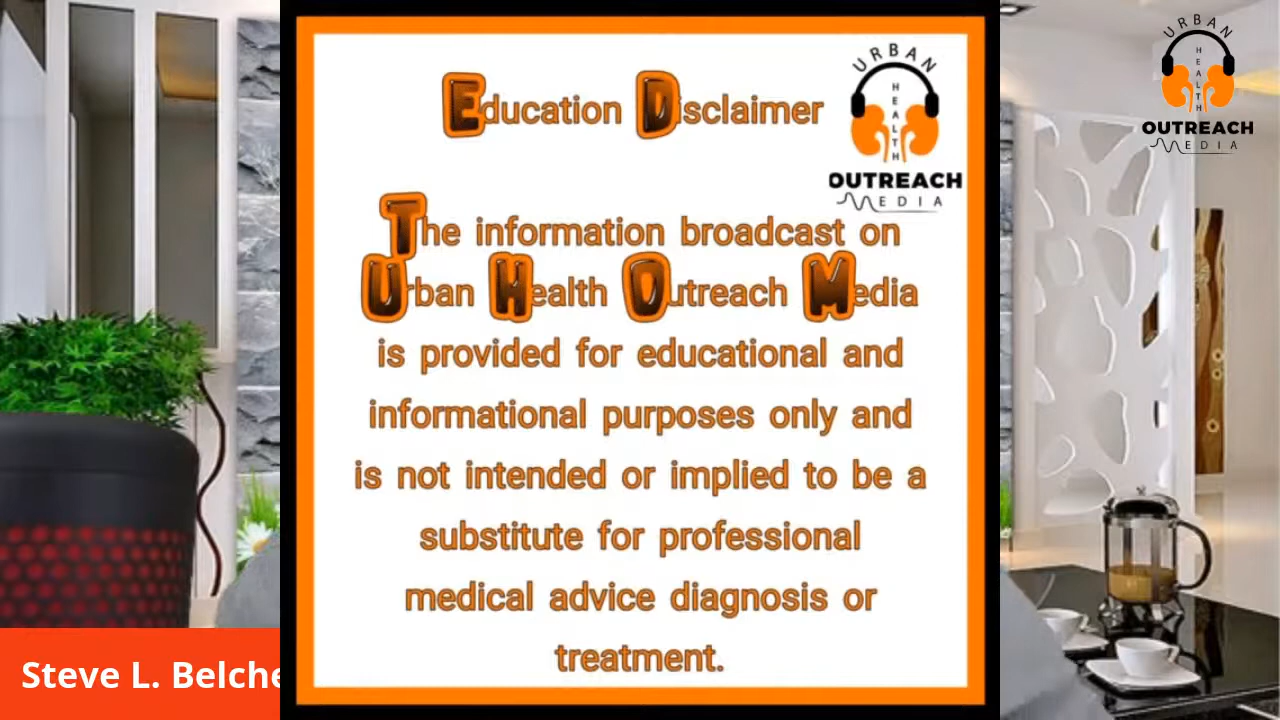 Education Disclaimer
URBAN
HEALTH
OUTREACH
MEDIA
The information broadcast on
Urban Health Outreach Media
is provided for educational and
informational purposes only and
is not intended or implied to be a
substitute for professional
medical advice diagnosis or
treatment.
URBAN
HEALTH
OUTREACH
MEDIA
Steve L. Belche